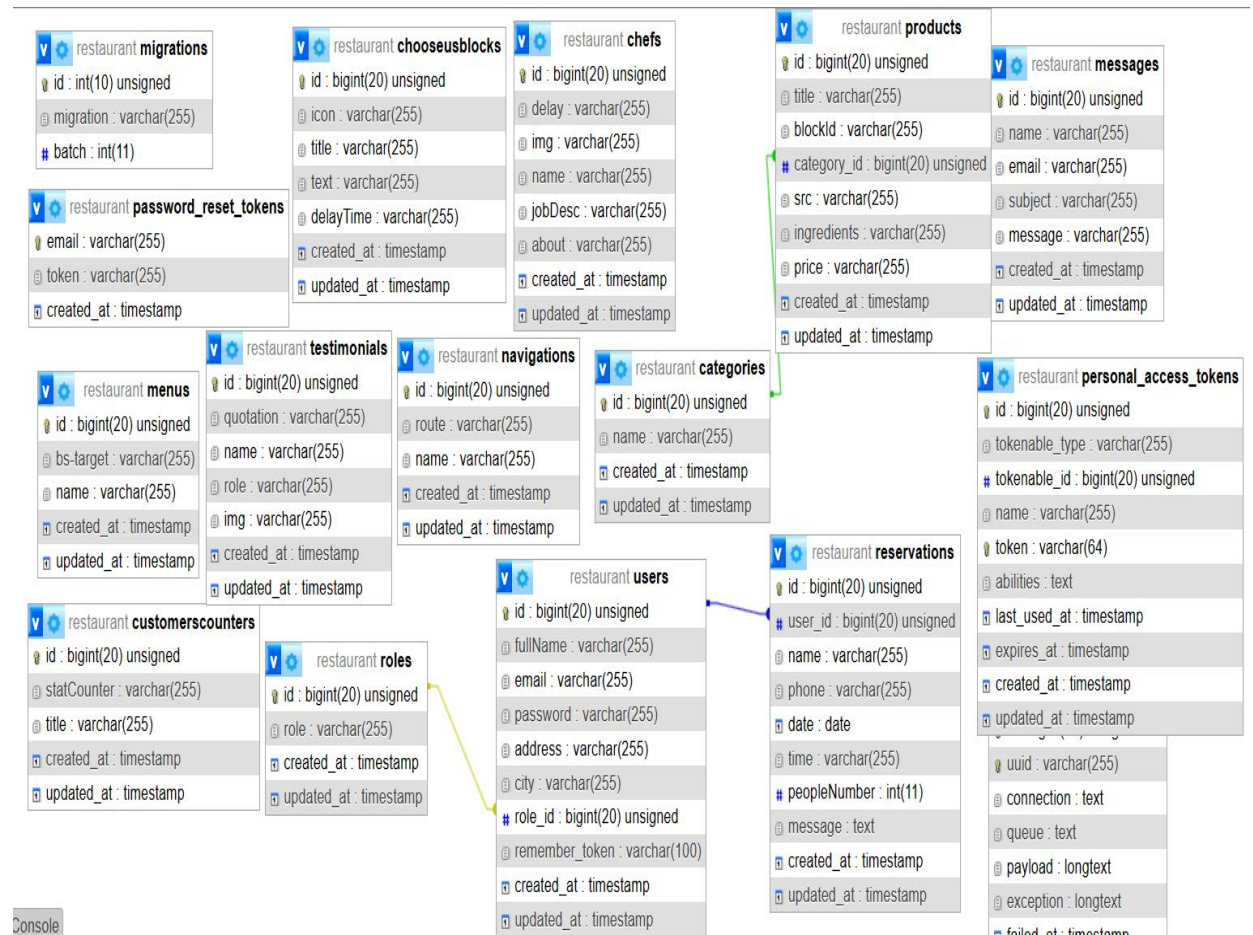 restaurant migrations
id : int(10) unsigned
migration : varchar(255)
# batch : int(11)
restaurant password_reset_tokens
email : varchar(255)
token : varchar(255)
created_at : timestamp
restaurant chooseusblocks
id : bigint(20) unsigned
icon : varchar(255)
title : varchar(255)
text : varchar(255)
delayTime : varchar(255)
created_at : timestamp
updated_at : timestamp
restaurant chefs
id : bigint(20) unsigned
delay : varchar(255)
img : varchar(255)
name : varchar(255)
jobDesc : varchar(255)
about : varchar(255)
created_at : timestamp
updated_at : timestamp
restaurant products
id : bigint(20) unsigned
title : varchar(255)
blockId : varchar(255)
# category_id : bigint(20) unsigned
src : varchar(255)
ingredients : varchar(255)
price : varchar(255)
created_at : timestamp
updated_at : timestamp
restaurant messages
id : bigint(20) unsigned
name : varchar(255)
email : varchar(255)
subject : varchar(255)
message : varchar(255)
created_at : timestamp
updated_at : timestamp
restaurant menus
id : bigint(20) unsigned
bs-target : varchar(255)
name : varchar(255)
created_at : timestamp
updated_at : timestamp
restaurant testimonials
id : bigint(20) unsigned
quotation : varchar(255)
name : varchar(255)
role : varchar(255)
img : varchar(255)
created_at : timestamp
updated_at : timestamp
restaurant navigations
id : bigint(20) unsigned
route : varchar(255)
name : varchar(255)
created_at : timestamp
updated_at : timestamp
restaurant categories
id : bigint(20) unsigned
name : varchar(255)
created_at : timestamp
updated_at : timestamp
restaurant personal_access_tokens
id : bigint(20) unsigned
tokenable_type : varchar(255)
# tokenable_id : bigint(20) unsigned
name : varchar(255)
token : varchar(64)
abilities : text
last_used_at : timestamp
expires_at : timestamp
created_at : timestamp
updated_at : timestamp
restaurant customerscounters
id : bigint(20) unsigned
statCounter : varchar(255)
title : varchar(255)
created_at : timestamp
updated_at : timestamp
restaurant roles
id : bigint(20) unsigned
role : varchar(255)
created_at : timestamp
updated_at : timestamp
restaurant users
id : bigint(20) unsigned
fullName : varchar(255)
email : varchar(255)
password : varchar(255)
address : varchar(255)
city : varchar(255)
# role_id : bigint(20) unsigned
remember_token : varchar(100)
created_at : timestamp
updated_at : timestamp
restaurant reservations
id : bigint(20) unsigned
# user_id : bigint(20) unsigned
name : varchar(255)
phone : varchar(255)
date : date
time : varchar(255)
# peopleNumber : int(11)
message : text
created_at : timestamp
updated_at : timestamp
uuid : varchar(255)
connection : text
queue : text
payload : longtext
exception : longtext
failed_at : timestamp
Console